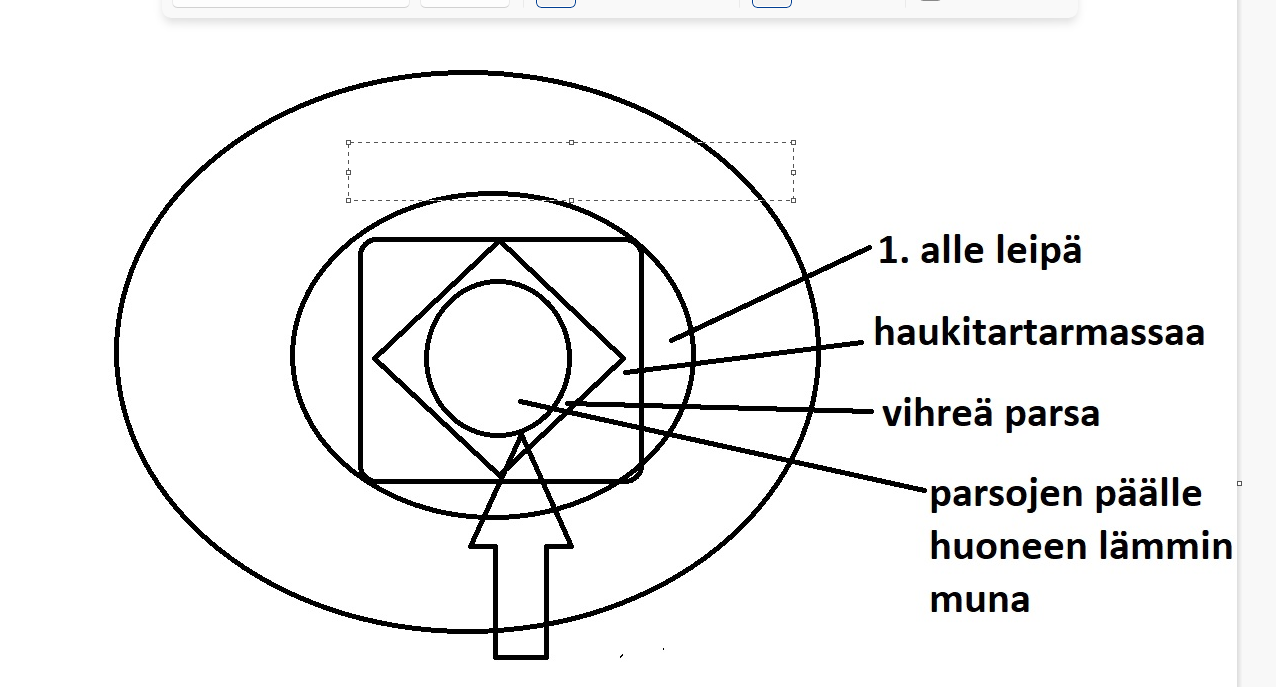 1. alle leipä
haukitartarmassaa
vihreä parsa
parsojen päälle
huoneen lämmin
muna